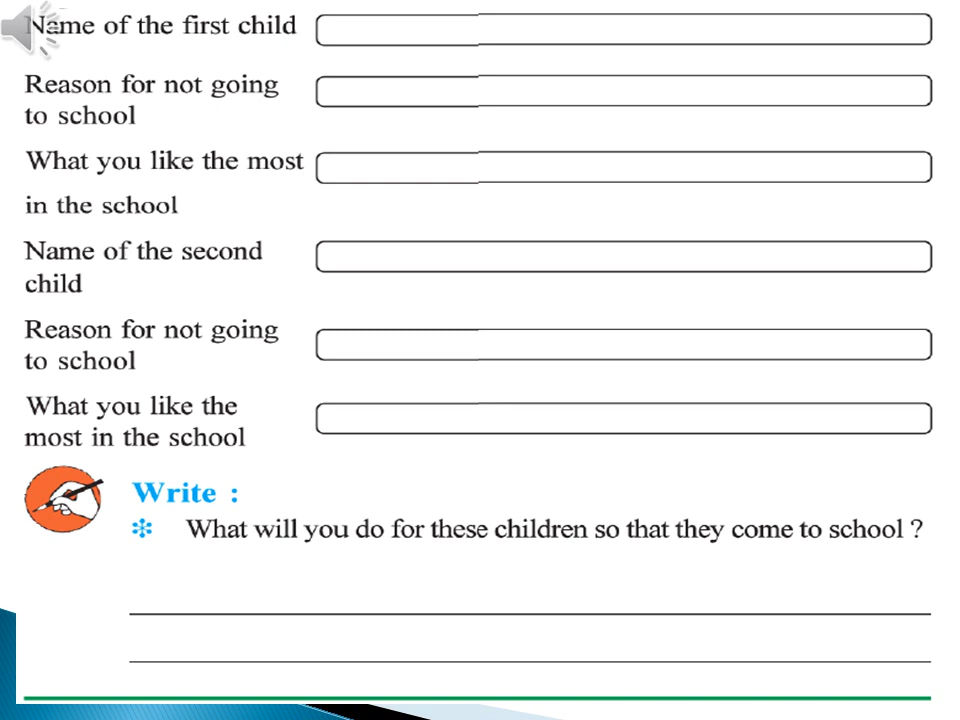 Name of the first child
Reason for not going
to school
What you like the most
in the school
Name of the second
child
Reason for not going
to school
What you like the
most in the school
Write :
❇ What will you do for these children so that they come to school ?